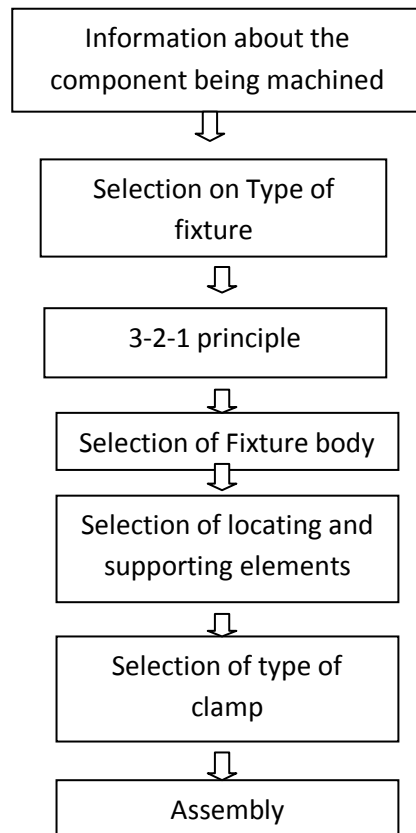 Information about the
component being machined
Selection on Type of
fixture
3-2-1 principle
Selection of Fixture body
Selection of locating and
supporting elements
Selection of type of
clamp
Assembly